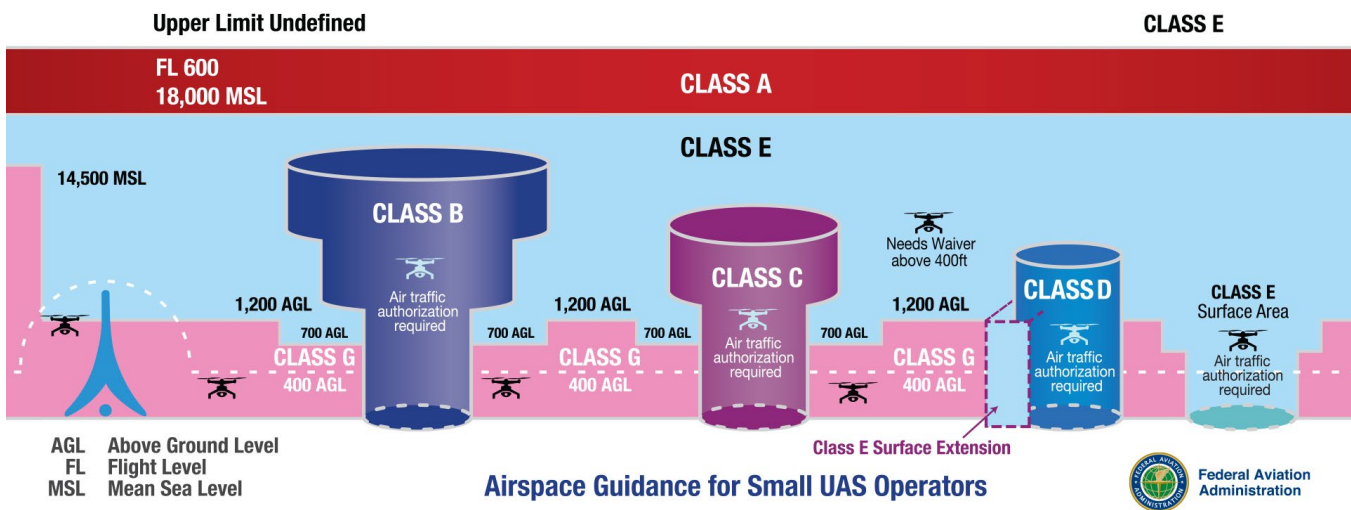 Upper Limit Undefined
CLASS E
FL 600
18,000 MSL
CLASS A
CLASS E
14,500 MSL
CLASS B
Air traffic
authorization
required
CLASS C
Air traffic
authorization
required
Needs Waiver
above 400ft
CLASS D
Air traffic
authorization
required
CLASS E
Surface Area
Air traffic
authorization
required
1,200 AGL
700 AGL
CLASS G
400 AGL
1,200 AGL
700 AGL
700 AGL
CLASS G
400 AGL
1,200 AGL
700 AGL
CLASS G
400 AGL
Class E Surface Extension
AGL Above Ground Level
FL Flight Level
MSL Mean Sea Level
Airspace Guidance for Small UAS Operators
FEDERAL AVIATION
ADMINISTRATION
Federal Aviation
Administration